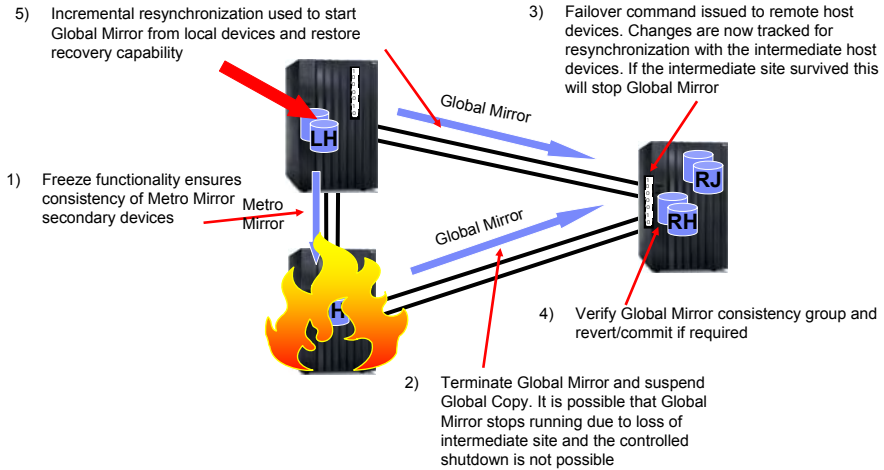 5) Incremental resynchronization used to start
Global Mirror from local devices and restore
recovery capability
3) Failover command issued to remote host
devices. Changes are now tracked for
resynchronization with the intermediate host
devices. If the intermediate site survived this
will stop Global Mirror
Global Mirror
LH
1) Freeze functionality ensures
consistency of Metro Mirror
secondary devices
Metro
Mirror
RJ
RH
Global Mirror
H
4) Verify Global Mirror consistency group and
revert/commit if required
2) Terminate Global Mirror and suspend
Global Copy. It is possible that Global
Mirror stops running due to loss of
intermediate site and the controlled
shutdown is not possible